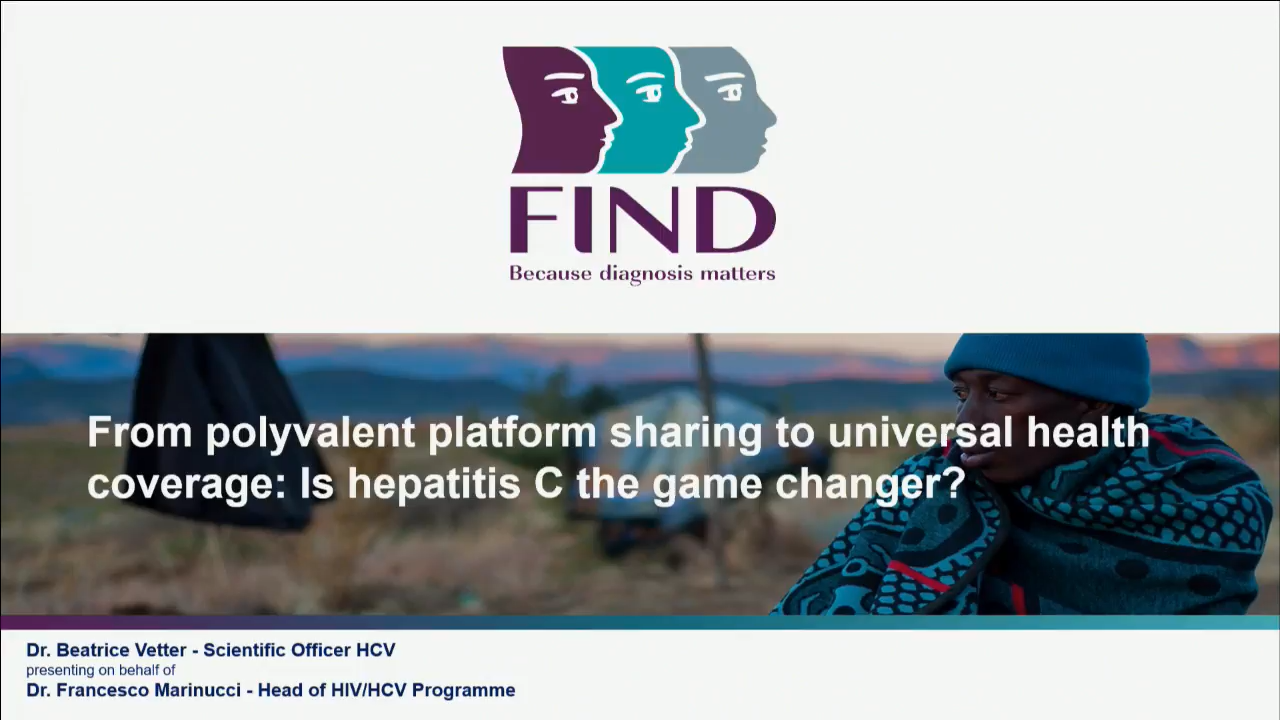 FIND
Because diagnosis matters
From polyvalent platform sharing to universal health
coverage: Is hepatitis C the game changer?
Dr. Beatrice Vetter - Scientific Officer HCV
presenting on behalf of
Dr. Francesco Marinucci - Head of HIV/HCV Programme